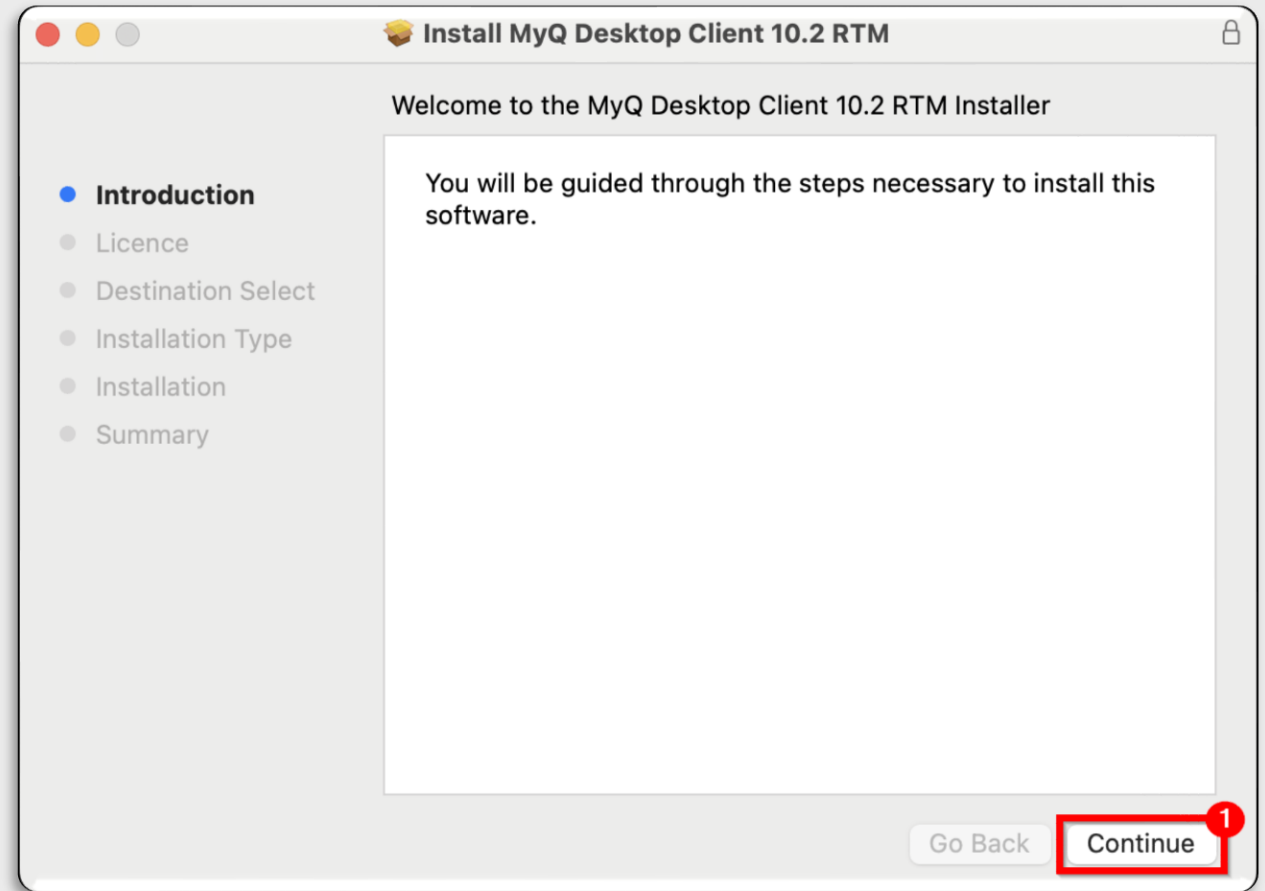 Install MyQ Desktop Client 10.2 RTM
Welcome to the MyQ Desktop Client 10.2 RTM Installer
Introduction
Licence
Destination Select
Installation Type
Installation
Summary
You will be guided through the steps necessary to install this
software.
Go Back
Continue
1